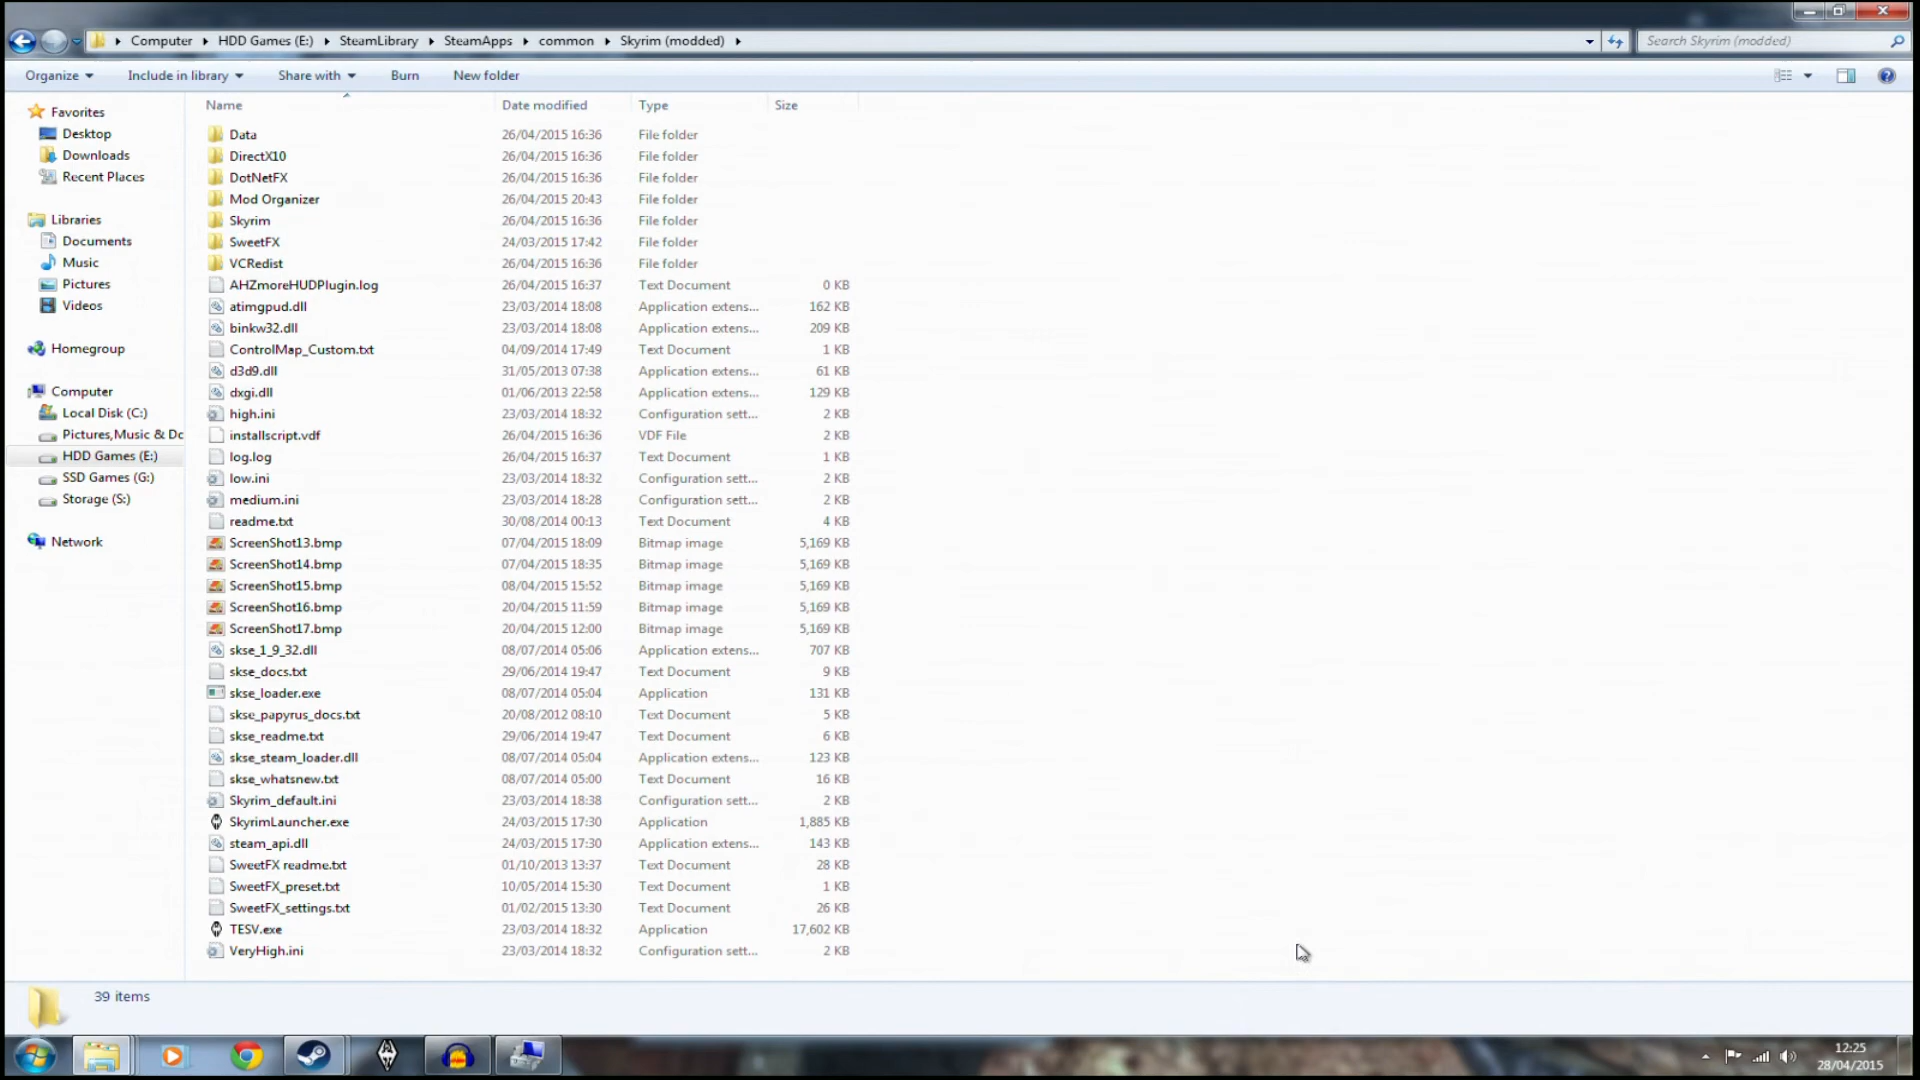 Computer HDD Games (E:) SteamLibrary SteamApps common Skyrim (modded) Search Skyrim (modded)
Organize Include in library Share with Burn New folder
Name Date modified Type Size
Favorites
Desktop
Downloads
Recent Places
Libraries
Documents
Music
Pictures
Videos
Homegroup
Computer
Local Disk (C:)
Pictures,Music & Dc
HDD Games (E:)
SSD Games (G:)
Storage (S:)
Network
Data 26/04/2015 16:36 File folder
DirectX10 26/04/2015 16:36 File folder
DotNetFX 26/04/2015 16:36 File folder
Mod Organizer 26/04/2015 20:43 File folder
Skyrim 26/04/2015 16:36 File folder
SweetFX 24/03/2015 17:42 File folder
VCRedist 26/04/2015 16:36 File folder
AHZmoreHUDPlugin.log 26/04/2015 16:37 Text Document 0 KB
atimgpud.dll 23/03/2014 18:08 Application extens... 162 KB
binkw32.dll 23/03/2014 18:08 Application extens... 209 KB
ControlMap_Custom.txt 04/09/2014 17:49 Text Document 1 KB
d3d9.dll 31/05/2013 07:38 Application extens... 61 KB
dxgi.dll 01/06/2013 22:58 Application extens... 129 KB
high.ini 23/03/2014 18:32 Configuration sett... 2 KB
installscript.vdf 26/04/2015 16:36 VDF File 2 KB
log.log 26/04/2015 16:37 Text Document 1 KB
low.ini 23/03/2014 18:32 Configuration sett... 2 KB
medium.ini 23/03/2014 18:28 Configuration sett... 2 KB
readme.txt 30/08/2014 00:13 Text Document 4 KB
ScreenShot13.bmp 07/04/2015 18:09 Bitmap image 5,169 KB
ScreenShot14.bmp 07/04/2015 18:35 Bitmap image 5,169 KB
ScreenShot15.bmp 08/04/2015 15:52 Bitmap image 5,169 KB
ScreenShot16.bmp 20/04/2015 11:59 Bitmap image 5,169 KB
ScreenShot17.bmp 20/04/2015 12:00 Bitmap image 5,169 KB
skse_1_9_32.dll 08/07/2014 05:06 Application extens... 707 KB
skse_docs.txt 29/06/2014 19:47 Text Document 9 KB
skse_loader.exe 08/07/2014 05:04 Application 131 KB
skse_papyrus_docs.txt 20/08/2012 08:10 Text Document 5 KB
skse_readme.txt 29/06/2014 19:47 Text Document 6 KB
skse_steam_loader.dll 08/07/2014 05:04 Application extens... 123 KB
skse_whatsnew.txt 08/07/2014 05:00 Text Document 16 KB
Skyrim_default.ini 23/03/2014 18:38 Configuration sett... 2 KB
SkyrimLauncher.exe 24/03/2015 17:30 Application 1,885 KB
steam_api.dll 24/03/2015 17:30 Application extens... 143 KB
SweetFX readme.txt 01/10/2013 13:37 Text Document 28 KB
SweetFX_preset.txt 10/05/2014 15:30 Text Document 1 KB
SweetFX_settings.txt 01/02/2015 13:30 Text Document 26 KB
TESV.exe 23/03/2014 18:32 Application 17,602 KB
VeryHigh.ini 23/03/2014 18:32 Configuration sett... 2 KB
39 items
12:25
28/04/2015